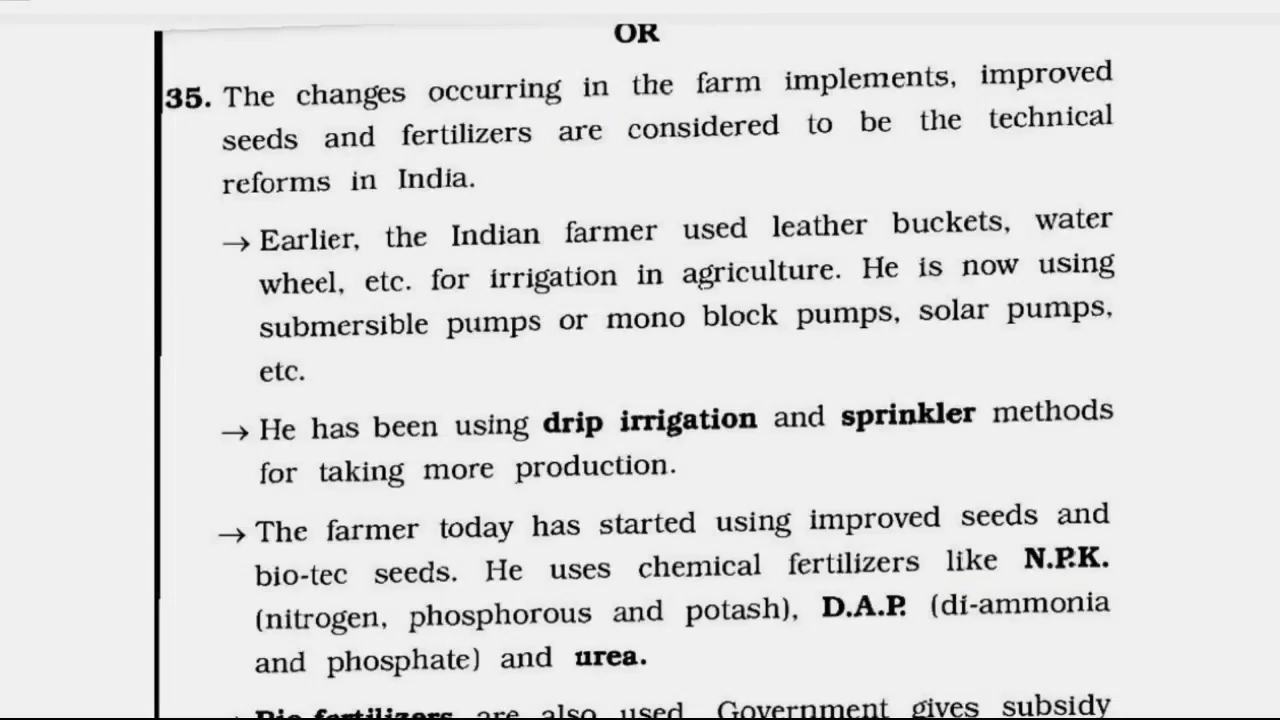 OR
35. The changes occurring in the farm implements, improved
seeds and fertilizers are considered to be the technical
reforms in India.
→ Earlier, the Indian farmer used leather buckets, water
wheel, etc. for irrigation in agriculture. He is now using
submersible pumps or mono block pumps, solar pumps,
etc.
→ He has been using drip irrigation and sprinkler methods
for taking more production.
→ The farmer today has started using improved seeds and
bio-tec seeds. He uses chemical fertilizers like N.P.K.
(nitrogen, phosphorous and potash), D.A.P. (di-ammonia
and phosphate) and urea.
→ Bio-fertilizers are also used. Government gives subsidy